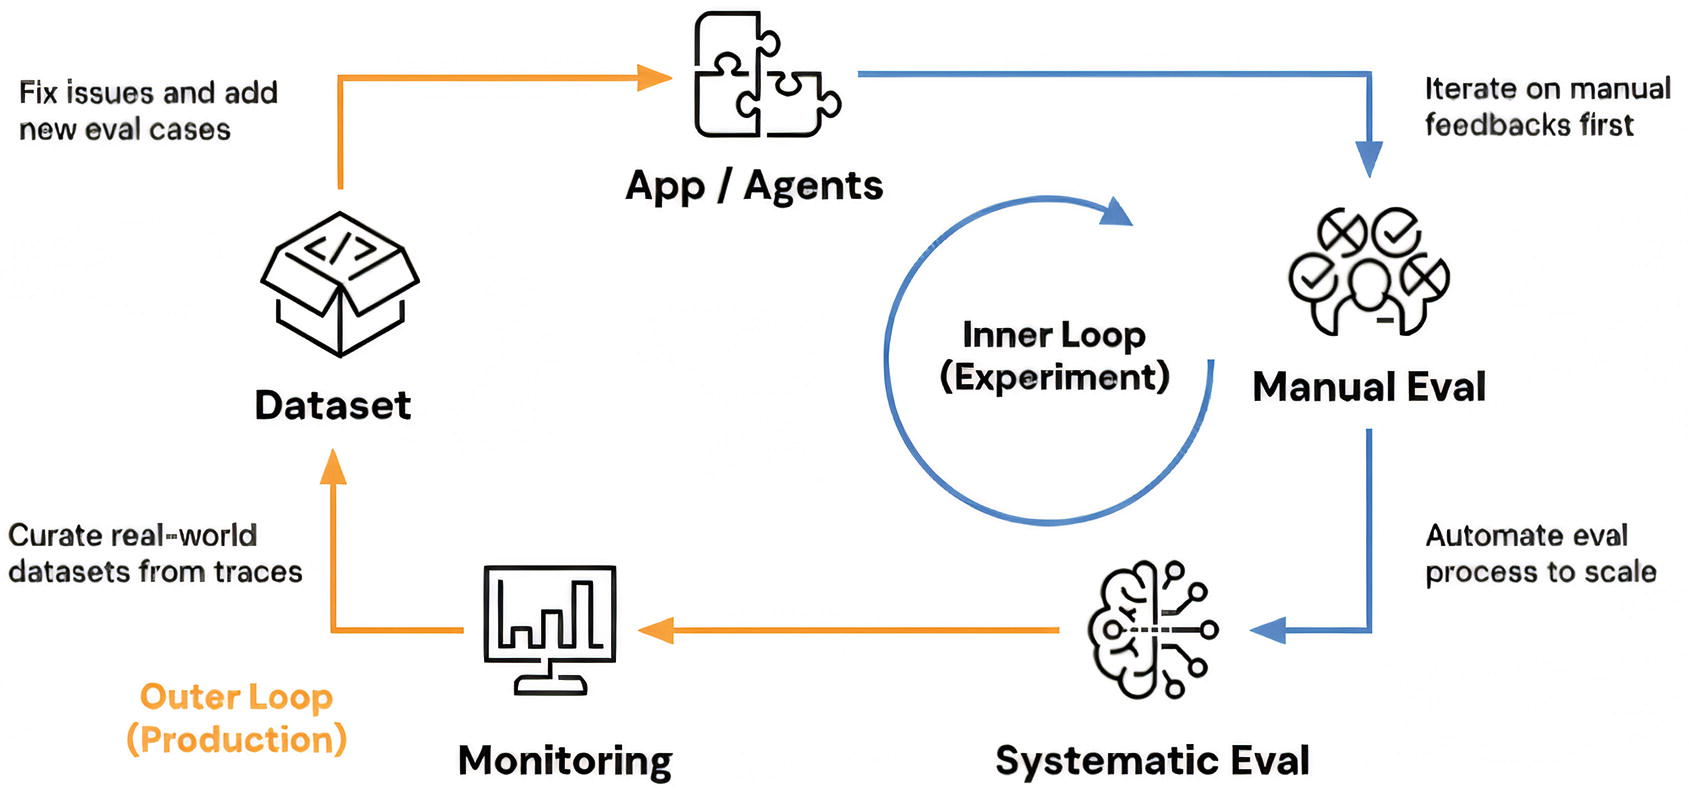 Fix issues and add
new eval cases
App / Agents
Iterate on manual
feedbacks first
</>
Dataset
Inner Loop
(Experiment)
Manual Eval
Curate real-world
datasets from traces
Automate eval
process to scale
Outer Loop
(Production)
Monitoring
Systematic Eval